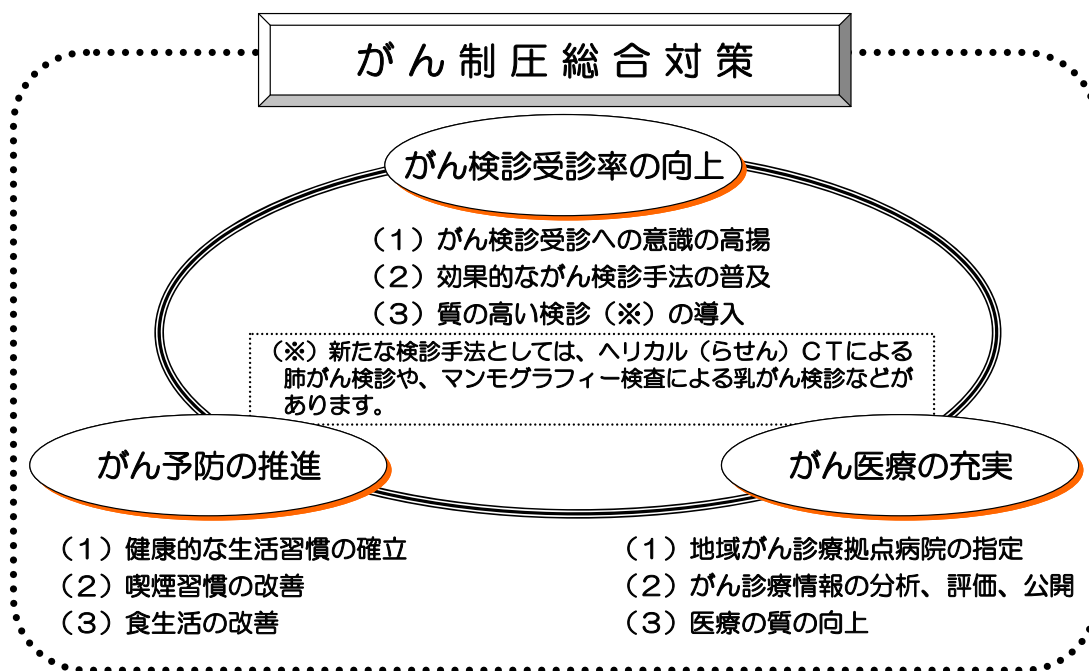 がん制圧総合対策
がん検診受診率の向上
（１）がん検診受診への意識の高揚
（２）効果的ながん検診手法の普及
（３）質の高い検診（※）の導入
（※）新たな検診手法としては、ヘリカル（らせん）ＣＴによる
肺がん検診や、マンモグラフィー検査による乳がん検診などが
あります。
がん予防の推進
（１）健康的な生活習慣の確立
（２）喫煙習慣の改善
（３）食生活の改善
がん医療の充実
（１）地域がん診療拠点病院の指定
（２）がん診療情報の分析、評価、公開
（３）医療の質の向上